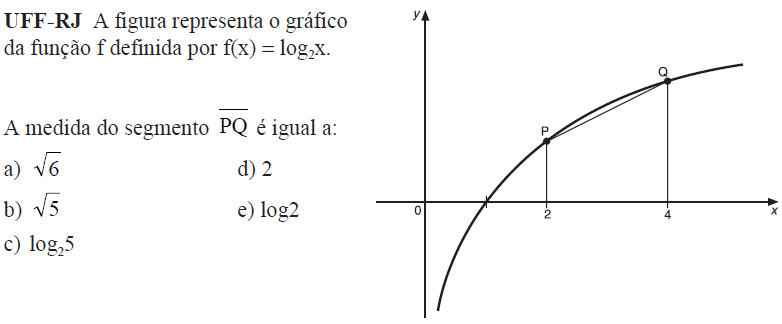 UFF-RJ A figura representa o gráfico
da função f definida por f(x) = log₂x.
A medida do segmento P̅Q̅ é igual a:
a) √6
d) 2
b) √5
e) log2
c) log₂5
y
Q
P
0
2
4
x